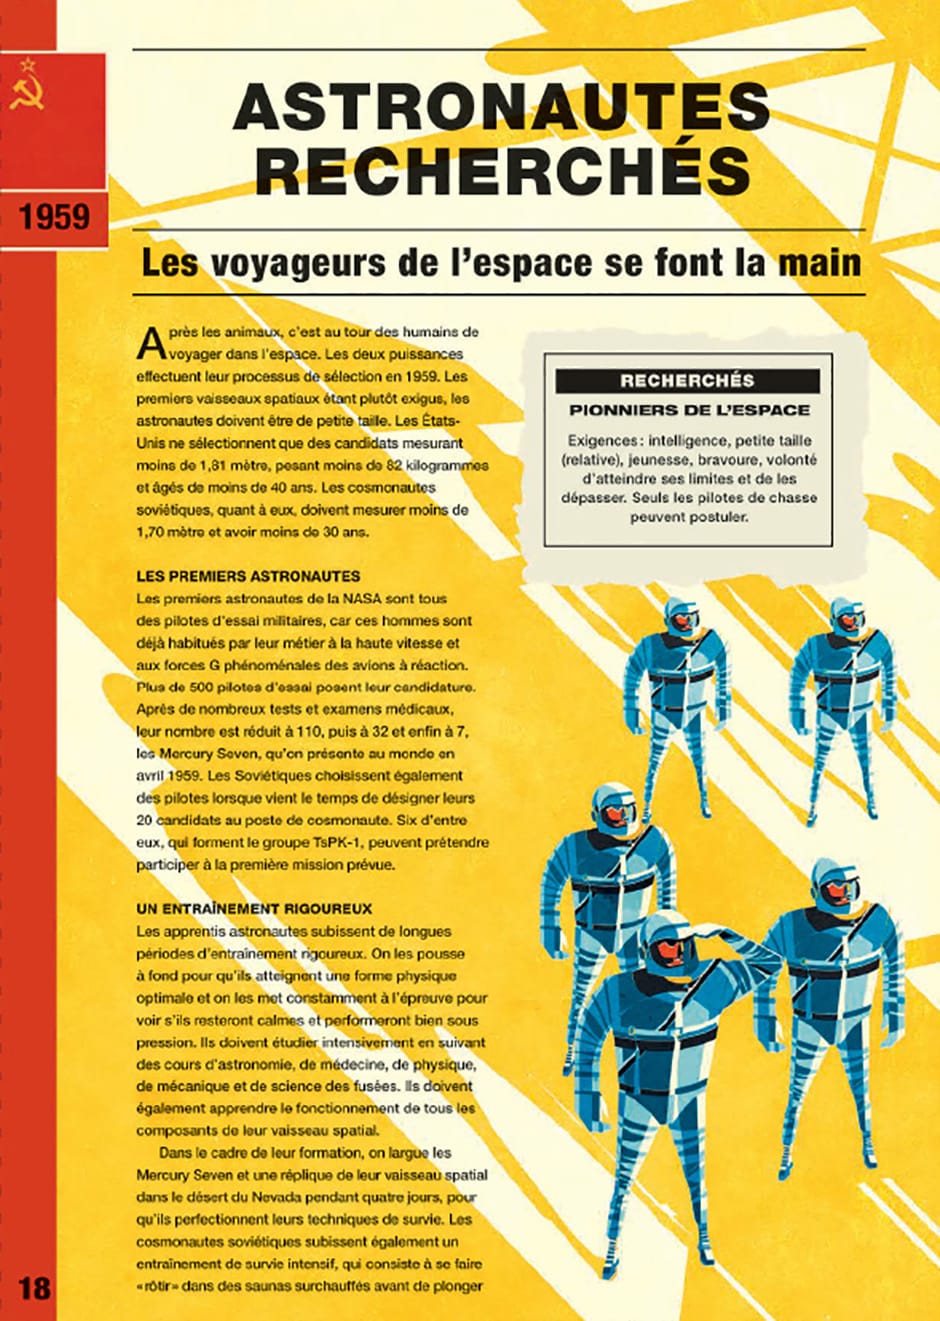 1959
ASTRONAUTES
RECHERCHÉS
Les voyageurs de l'espace se font la main
Après les animaux, c'est au tour des humains de
voyager dans l'espace. Les deux puissances
effectuent leur processus de sélection en 1959. Les
premiers vaisseaux spatiaux étant plutôt exigus, les
astronautes doivent être de petite taille. Les États-
Unis ne sélectionnent que des candidats mesurant
moins de 1,81 mètre, pesant moins de 82 kilogrammes
et âgés de moins de 40 ans. Les cosmonautes
soviétiques, quant à eux, doivent mesurer moins de
1,70 mètre et avoir moins de 30 ans.
LES PREMIERS ASTRONAUTES
Les premiers astronautes de la NASA sont tous
des pilotes d'essai militaires, car ces hommes sont
déjà habitués par leur métier à la haute vitesse et
aux forces G phénoménales des avions à réaction.
Plus de 500 pilotes d'essai posent leur candidature.
Après de nombreux tests et examens médicaux,
leur nombre est réduit à 110, puis à 32 et enfin à 7,
les Mercury Seven, qu'on présente au monde en
avril 1959. Les Soviétiques choisissent également
des pilotes lorsque vient le temps de désigner leurs
20 candidats au poste de cosmonaute. Six d'entre
eux, qui forment le groupe TsPK-1, peuvent prétendre
participer à la première mission prévue.
UN ENTRAÎNEMENT RIGOUREUX
Les apprentis astronautes subissent de longues
périodes d'entraînement rigoureux. On les pousse
à fond pour qu'ils atteignent une forme physique
optimale et on les met constamment à l'épreuve pour
voir s'ils resteront calmes et performeront bien sous
pression. Ils doivent étudier intensivement en suivant
des cours d'astronomie, de médecine, de physique,
de mécanique et de science des fusées. Ils doivent
également apprendre le fonctionnement de tous les
composants de leur vaisseau spatial.
Dans le cadre de leur formation, on largue les
Mercury Seven et une réplique de leur vaisseau spatial
dans le désert du Nevada pendant quatre jours, pour
qu'ils perfectionnent leurs techniques de survie. Les
cosmonautes soviétiques subissent également un
entraînement de survie intensif, qui consiste à se faire
«rôtir» dans des saunas surchauffés avant de plonger
RECHERCHÉS
PIONNIERS DE L'ESPACE
Exigences : intelligence, petite taille
(relative), jeunesse, bravoure, volonté
d'atteindre ses limites et de les
dépasser. Seuls les pilotes de chasse
peuvent postuler.
18